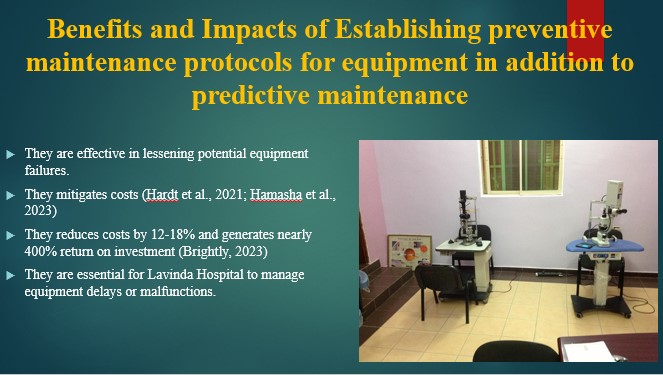 Benefits and Impacts of Establishing preventive
maintenance protocols for equipment in addition to
predictive maintenance
They are effective in lessening potential equipment
failures.
They mitigates costs (Hardt et al., 2021; Hamasha et al.,
2023)
They reduces costs by 12-18% and generates nearly
400% return on investment (Brightly, 2023)
They are essential for Lavinda Hospital to manage
equipment delays or malfunctions.